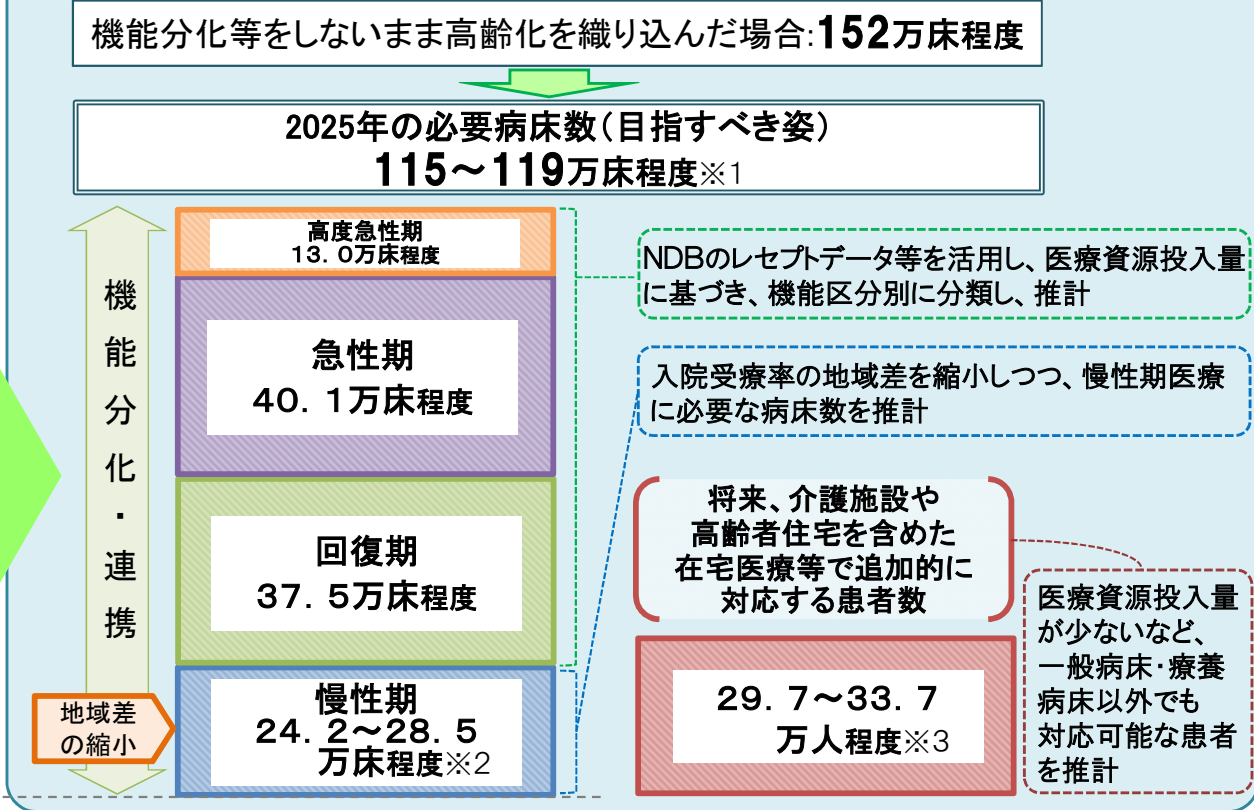 機能分化等をしないまま高齢化を織り込んだ場合:152万床程度
2025年の必要病床数(目指すべき姿)
115~119万床程度※1
機能分化・連携
地域差
の縮小
高度急性期
13.0万床程度
急性期
40.1万床程度
回復期
37.5万床程度
慢性期
24.2~28.5
万床程度※2
NDBのレセプトデータ等を活用し、医療資源投入量
に基づき、機能区分別に分類し、推計
入院受療率の地域差を縮小しつつ、慢性期医療
に必要な病床数を推計
将来、介護施設や
高齢者住宅を含めた
在宅医療等で追加的に
対応する患者数
29.7~33.7
万人程度※3
医療資源投入量
が少ないなど、
一般病床・療養
病床以外でも
対応可能な患者
を推計